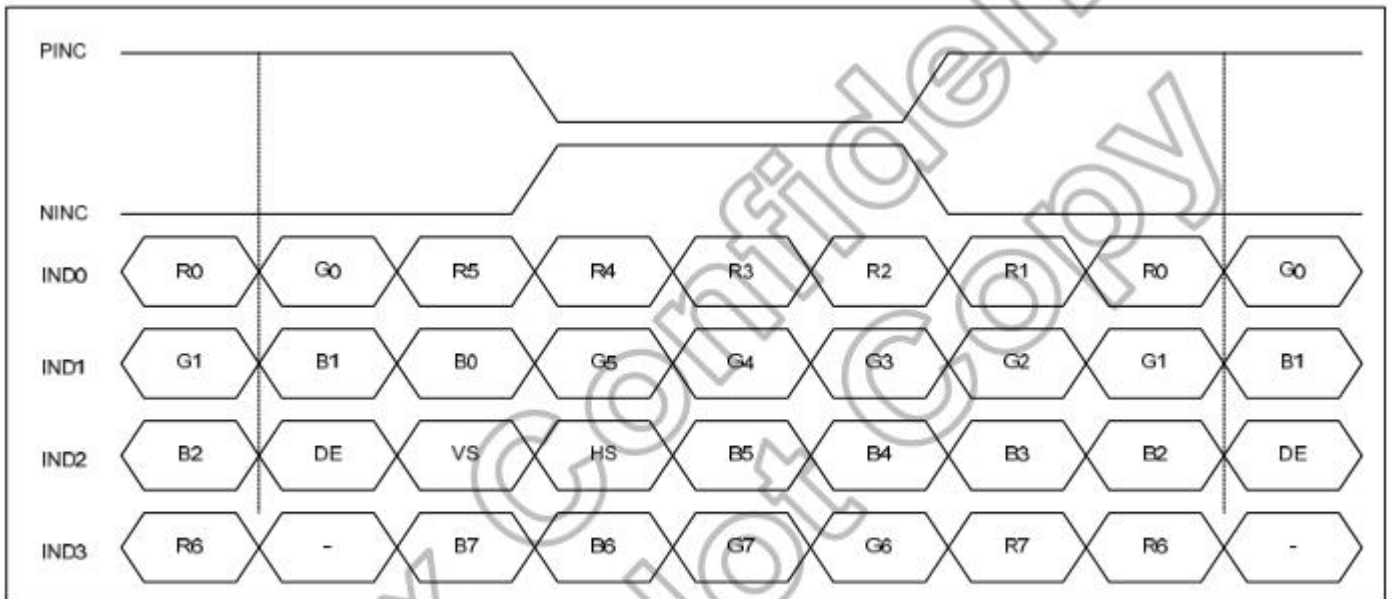 PINC
NINC
IND0 R0 G0 R5 R4 R3 R2 R1 R0 G0
IND1 G1 B1 B0 G5 G4 G3 G2 G1 B1
IND2 B2 DE VS HS B5 B4 B3 B2 DE
IND3 R6 - B7 B6 G7 G6 R7 R6 -
Confiden
Copy